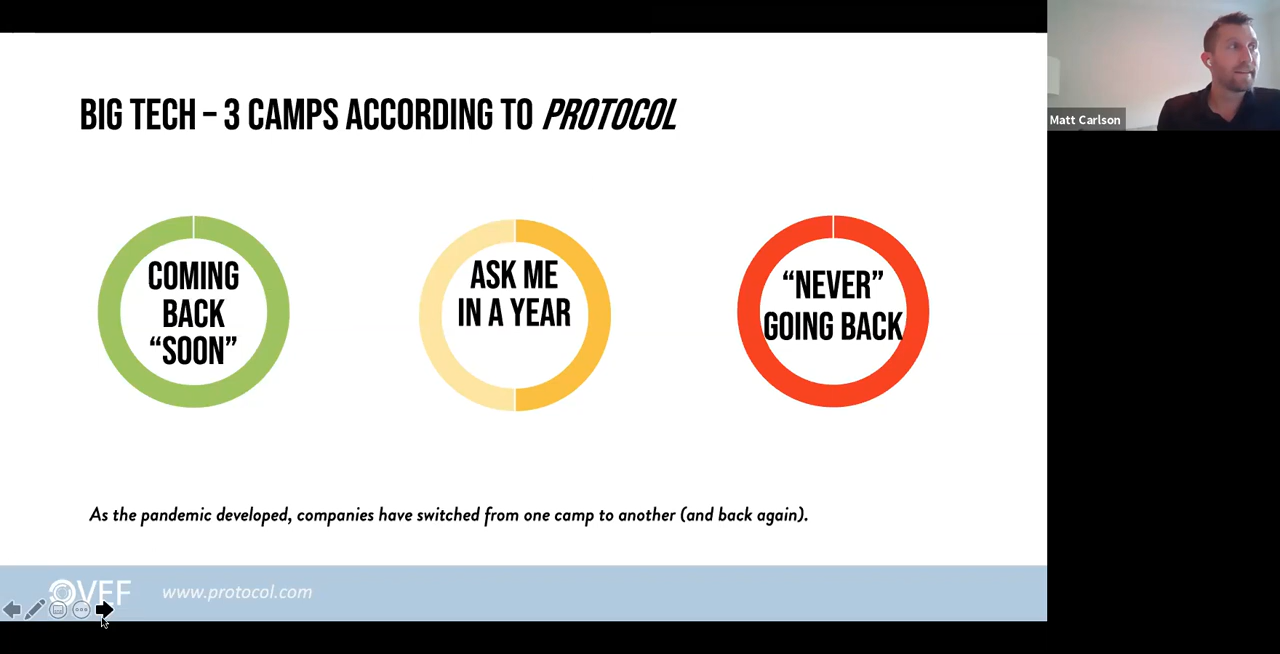 BIG TECH – 3 CAMPS ACCORDING TO PROTOCOL
COMING
BACK
“SOON”
ASK ME
IN A YEAR
“NEVER”
GOING BACK
As the pandemic developed, companies have switched from one camp to another (and back again).
www.protocol.com
Matt Carlson